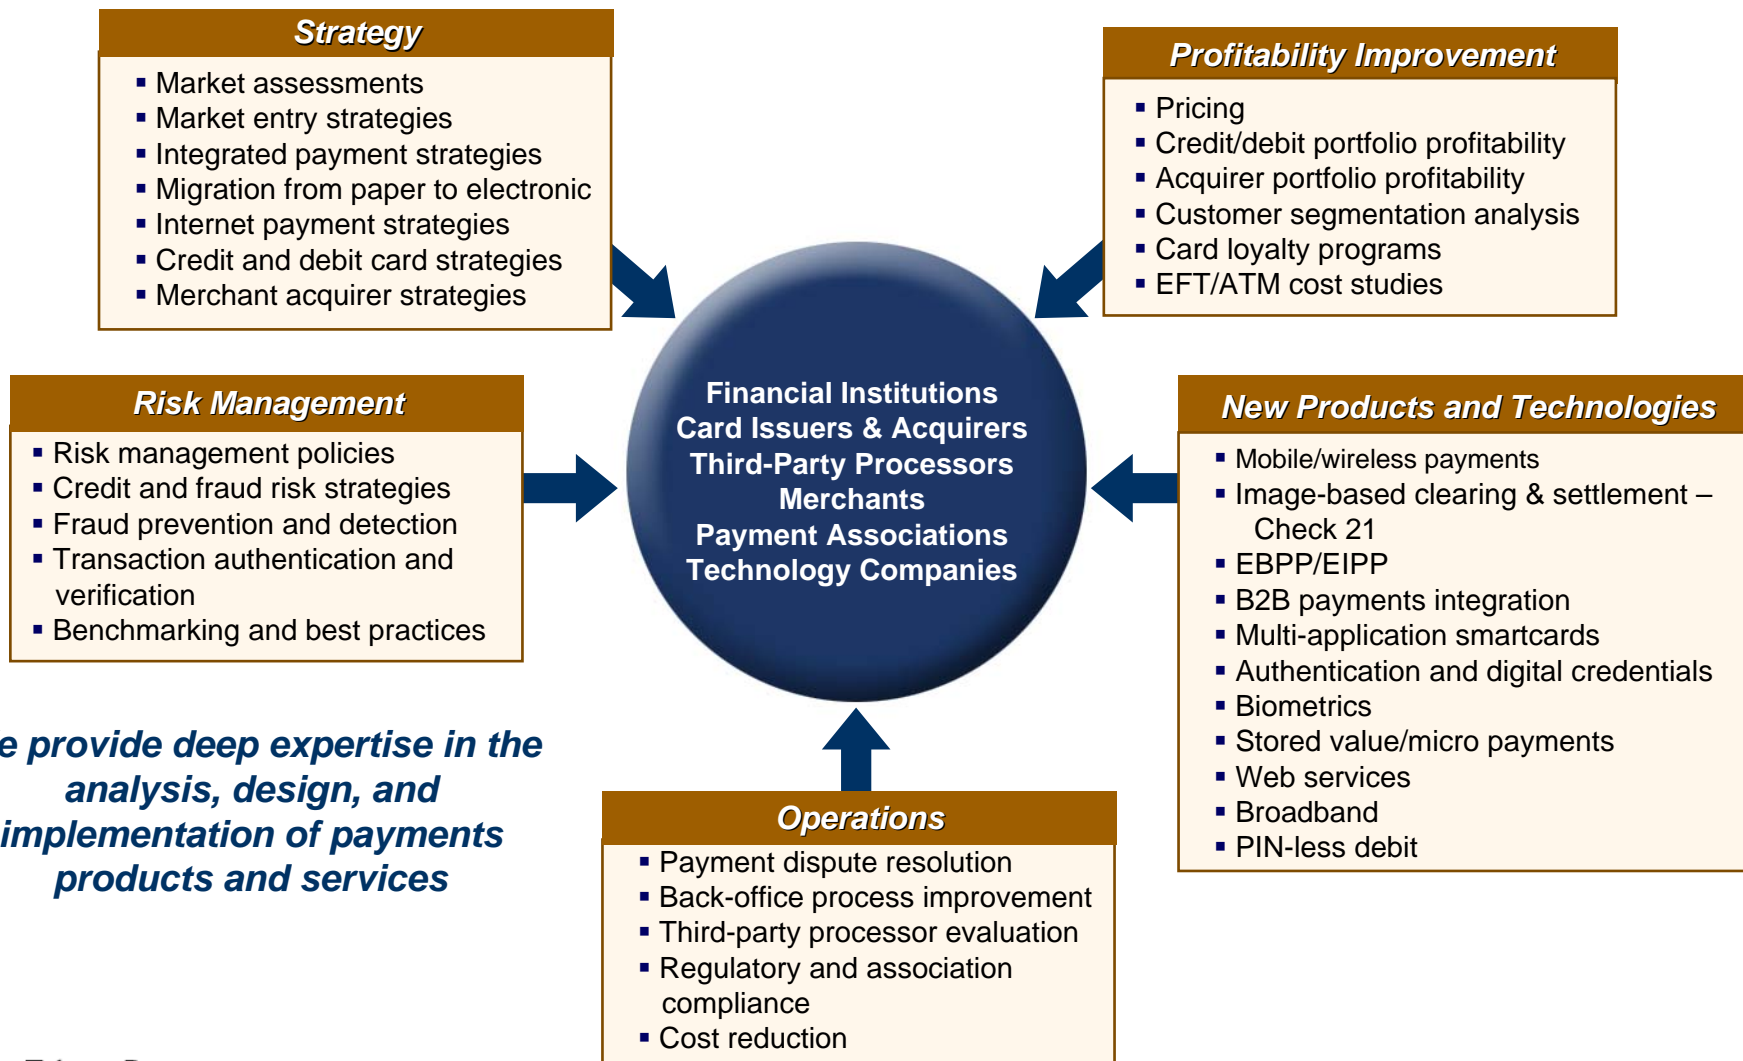 Strategy
▪ Market assessments
▪ Market entry strategies
▪ Integrated payment strategies
▪ Migration from paper to electronic
▪ Internet payment strategies
▪ Credit and debit card strategies
▪ Merchant acquirer strategies
Profitability Improvement
▪ Pricing
▪ Credit/debit portfolio profitability
▪ Acquirer portfolio profitability
▪ Customer segmentation analysis
▪ Card loyalty programs
▪ EFT/ATM cost studies
Risk Management
▪ Risk management policies
▪ Credit and fraud risk strategies
▪ Fraud prevention and detection
▪ Transaction authentication and
verification
▪ Benchmarking and best practices
Financial Institutions
Card Issuers & Acquirers
Third-Party Processors
Merchants
Payment Associations
Technology Companies
New Products and Technologies
▪ Mobile/wireless payments
▪ Image-based clearing & settlement –
Check 21
▪ EBPP/EIPP
▪ B2B payments integration
▪ Multi-application smartcards
▪ Authentication and digital credentials
▪ Biometrics
▪ Stored value/micro payments
▪ Web services
▪ Broadband
▪ PIN-less debit
e provide deep expertise in the
analysis, design, and
implementation of payments
products and services
Operations
▪ Payment dispute resolution
▪ Back-office process improvement
▪ Third-party processor evaluation
▪ Regulatory and association
compliance
▪ Cost reduction